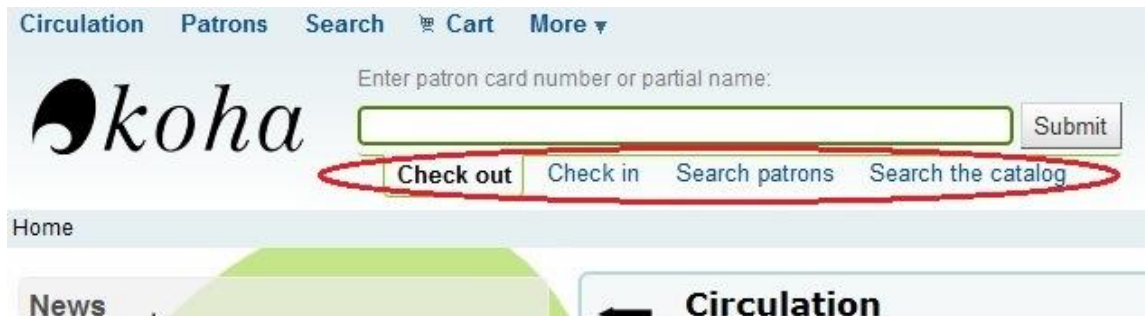 Circulation Patrons Search Cart More
Enter patron card number or partial name:
koha
Submit
Check out Check in Search patrons Search the catalog
Home
News
Circulation